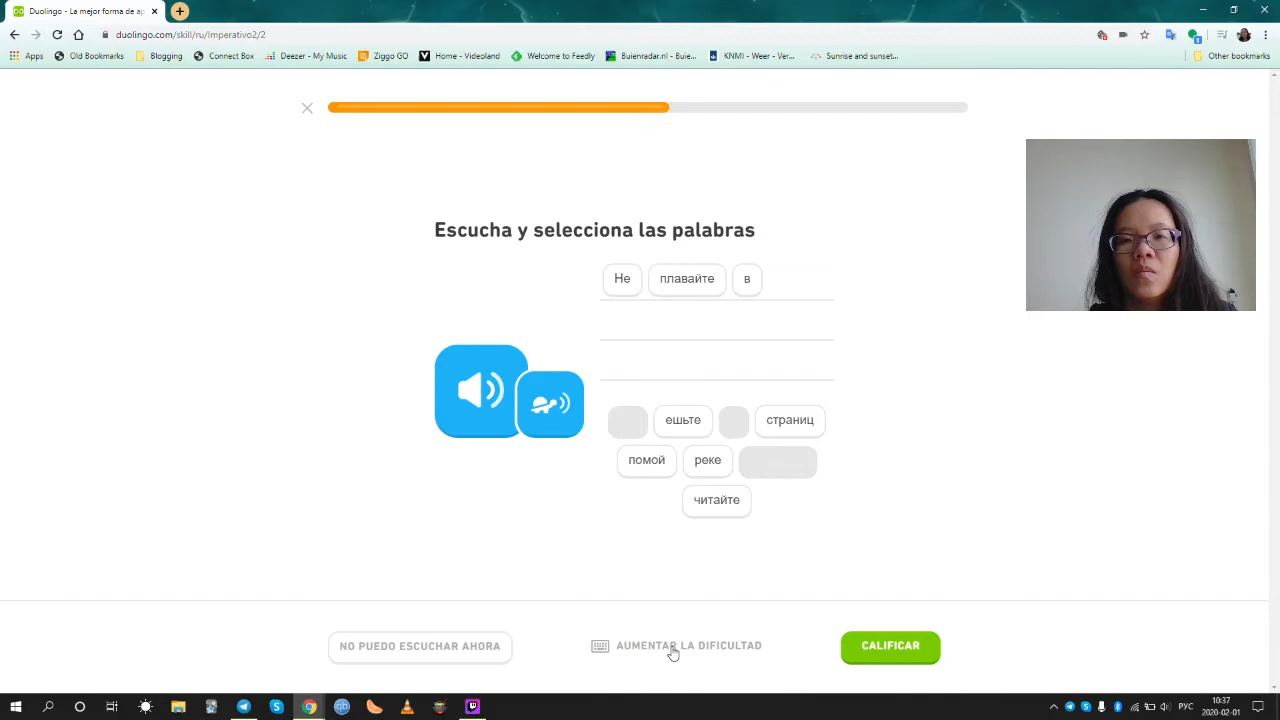 Duolingo - La mejor forma de ap
duolingo.com/skill/ru/Imperativo2/2
Apps Old Bookmarks Blogging Connect Box Deezer - My Music Ziggo GO Home - Videoland Welcome to Feedly Buienradar.nl - Buie... KNMI - Weer - Ver... Sunrise and sunset... Other bookmarks
Escucha y selecciona las palabras
Не плавайте в
ешьте страниц
помой реке
читайте
NO PUEDO ESCUCHAR AHORA AUMENTAR LA DIFICULTAD CALIFICAR
10:37
РУС
2020-02-01